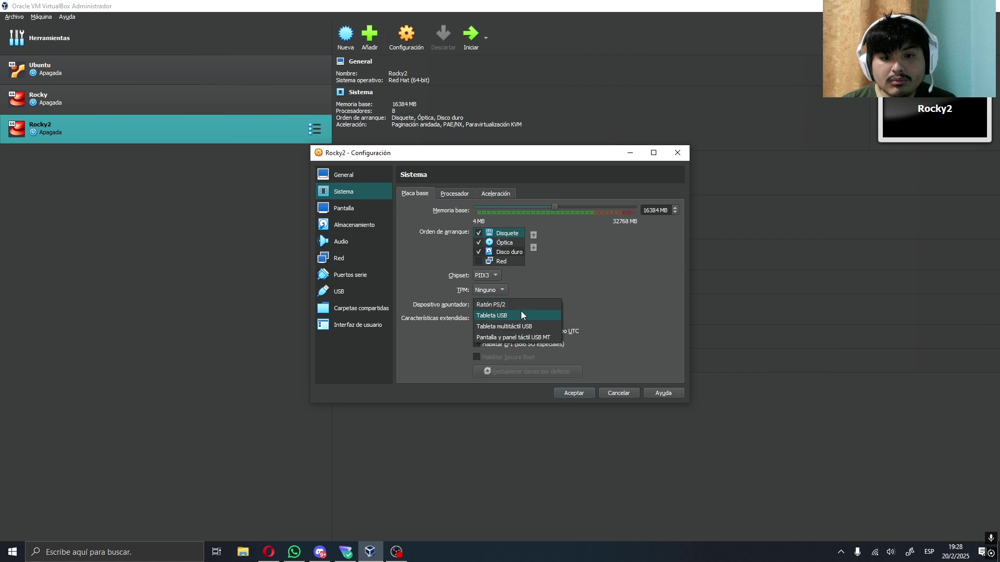 Oracle VM VirtualBox Administrador
Archivo Máquina Ayuda
Herramientas
Nueva Añadir Configuración Descartar Iniciar
64 Ubuntu
Apagada
64 Rocky
Apagada
64 Rocky2
Apagada
General
Nombre: Rocky2
Sistema operativo: Red Hat (64-bit)
Sistema
Memoria base: 16384 MB
Procesadores: 8
Orden de arranque: Disquete, Óptica, Disco duro
Aceleración: Paginación anidada, PAE/NX, Paravirtualización KVM
Rocky2
Rocky2 - Configuración
General
Sistema
Pantalla
Almacenamiento
Audio
Red
Puertos serie
USB
Carpetas compartidas
Interfaz de usuario
Sistema
Placa base Procesador Aceleración
Memoria base: 16384 MB
4 MB 32768 MB
Orden de arranque: Disquete
Óptica
Disco duro
Red
Chipset: PIIX3
TPM: Ninguno
Dispositivo apuntador: Ratón PS/2
Tableta USB
Características extendidas:
Tableta multitáctil USB
UTC
Pantalla y panel táctil USB MT
Habilitar EFI (sólo SO especiales)
Habilitar Secure Boot
Restablecer claves por defecto
Aceptar Cancelar Ayuda
Escribe aquí para buscar.
9+
ESP
19:28
20/2/2025